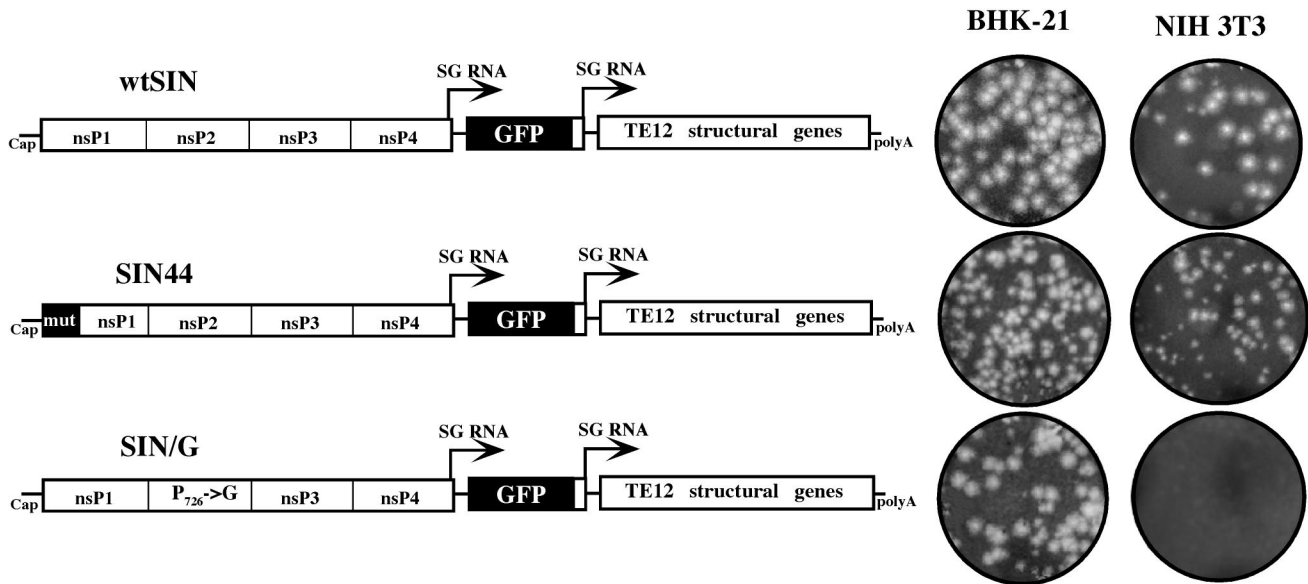 BHK-21 NIH 3T3
wtSIN
SG RNA SG RNA
Cap nsP1 nsP2 nsP3 nsP4 GFP TE12 structural genes polyA
SIN44
SG RNA SG RNA
Cap mut nsP1 nsP2 nsP3 nsP4 GFP TE12 structural genes polyA
SIN/G
SG RNA SG RNA
Cap nsP1 P726->G nsP3 nsP4 GFP TE12 structural genes polyA